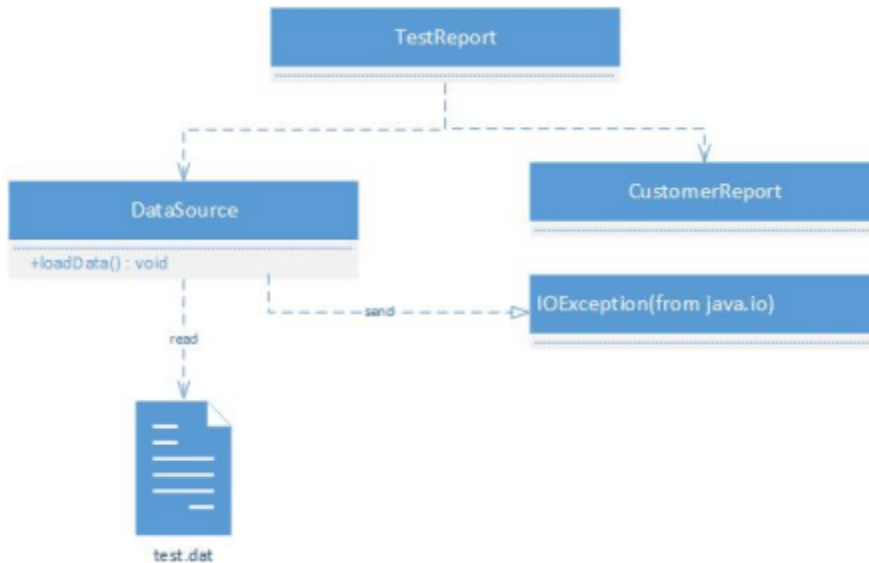 TestReport
DataSource
+loadData() : void
CustomerReport
IOException(from java.io)
send
read
test.dat